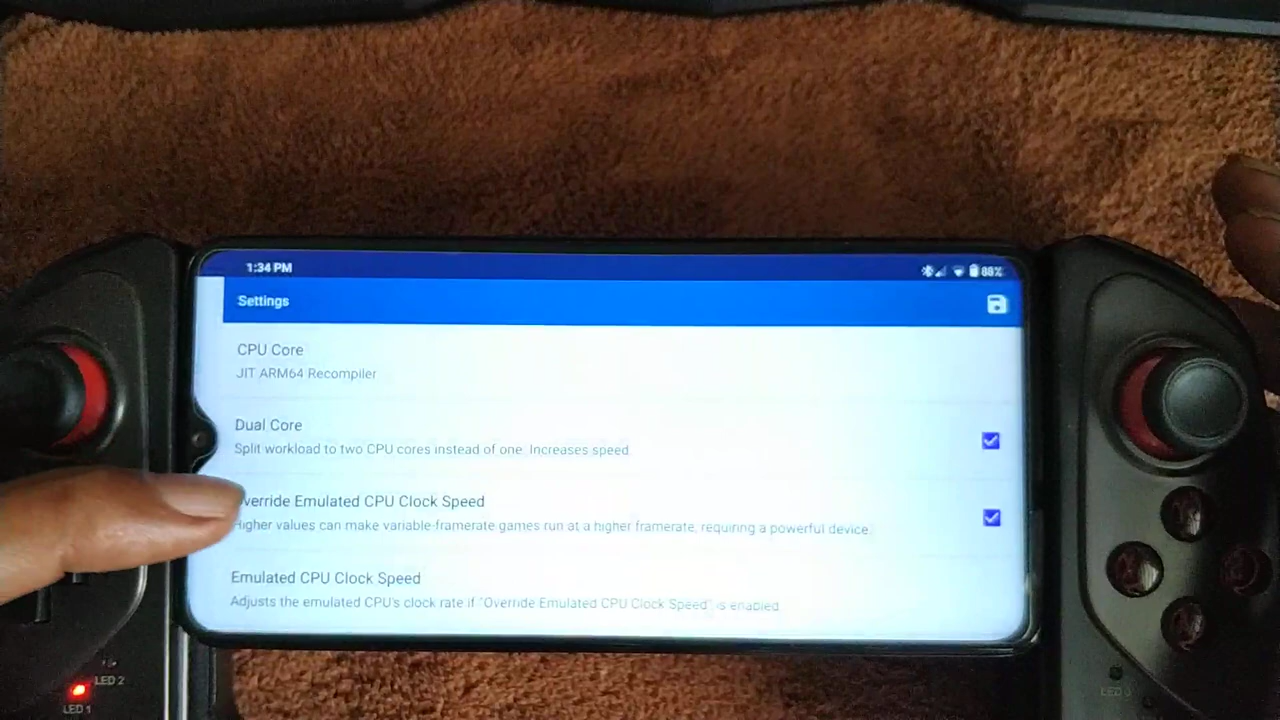 1:34 PM
88%
Settings
CPU Core
JIT ARM64 Recompiler
Dual Core
Split workload to two CPU cores instead of one. Increases speed.
Override Emulated CPU Clock Speed
Higher values can make variable-framerate games run at a higher framerate, requiring a powerful device.
Emulated CPU Clock Speed
Adjusts the emulated CPU's clock rate if "Override Emulated CPU Clock Speed" is enabled.
LED 2
LED 1